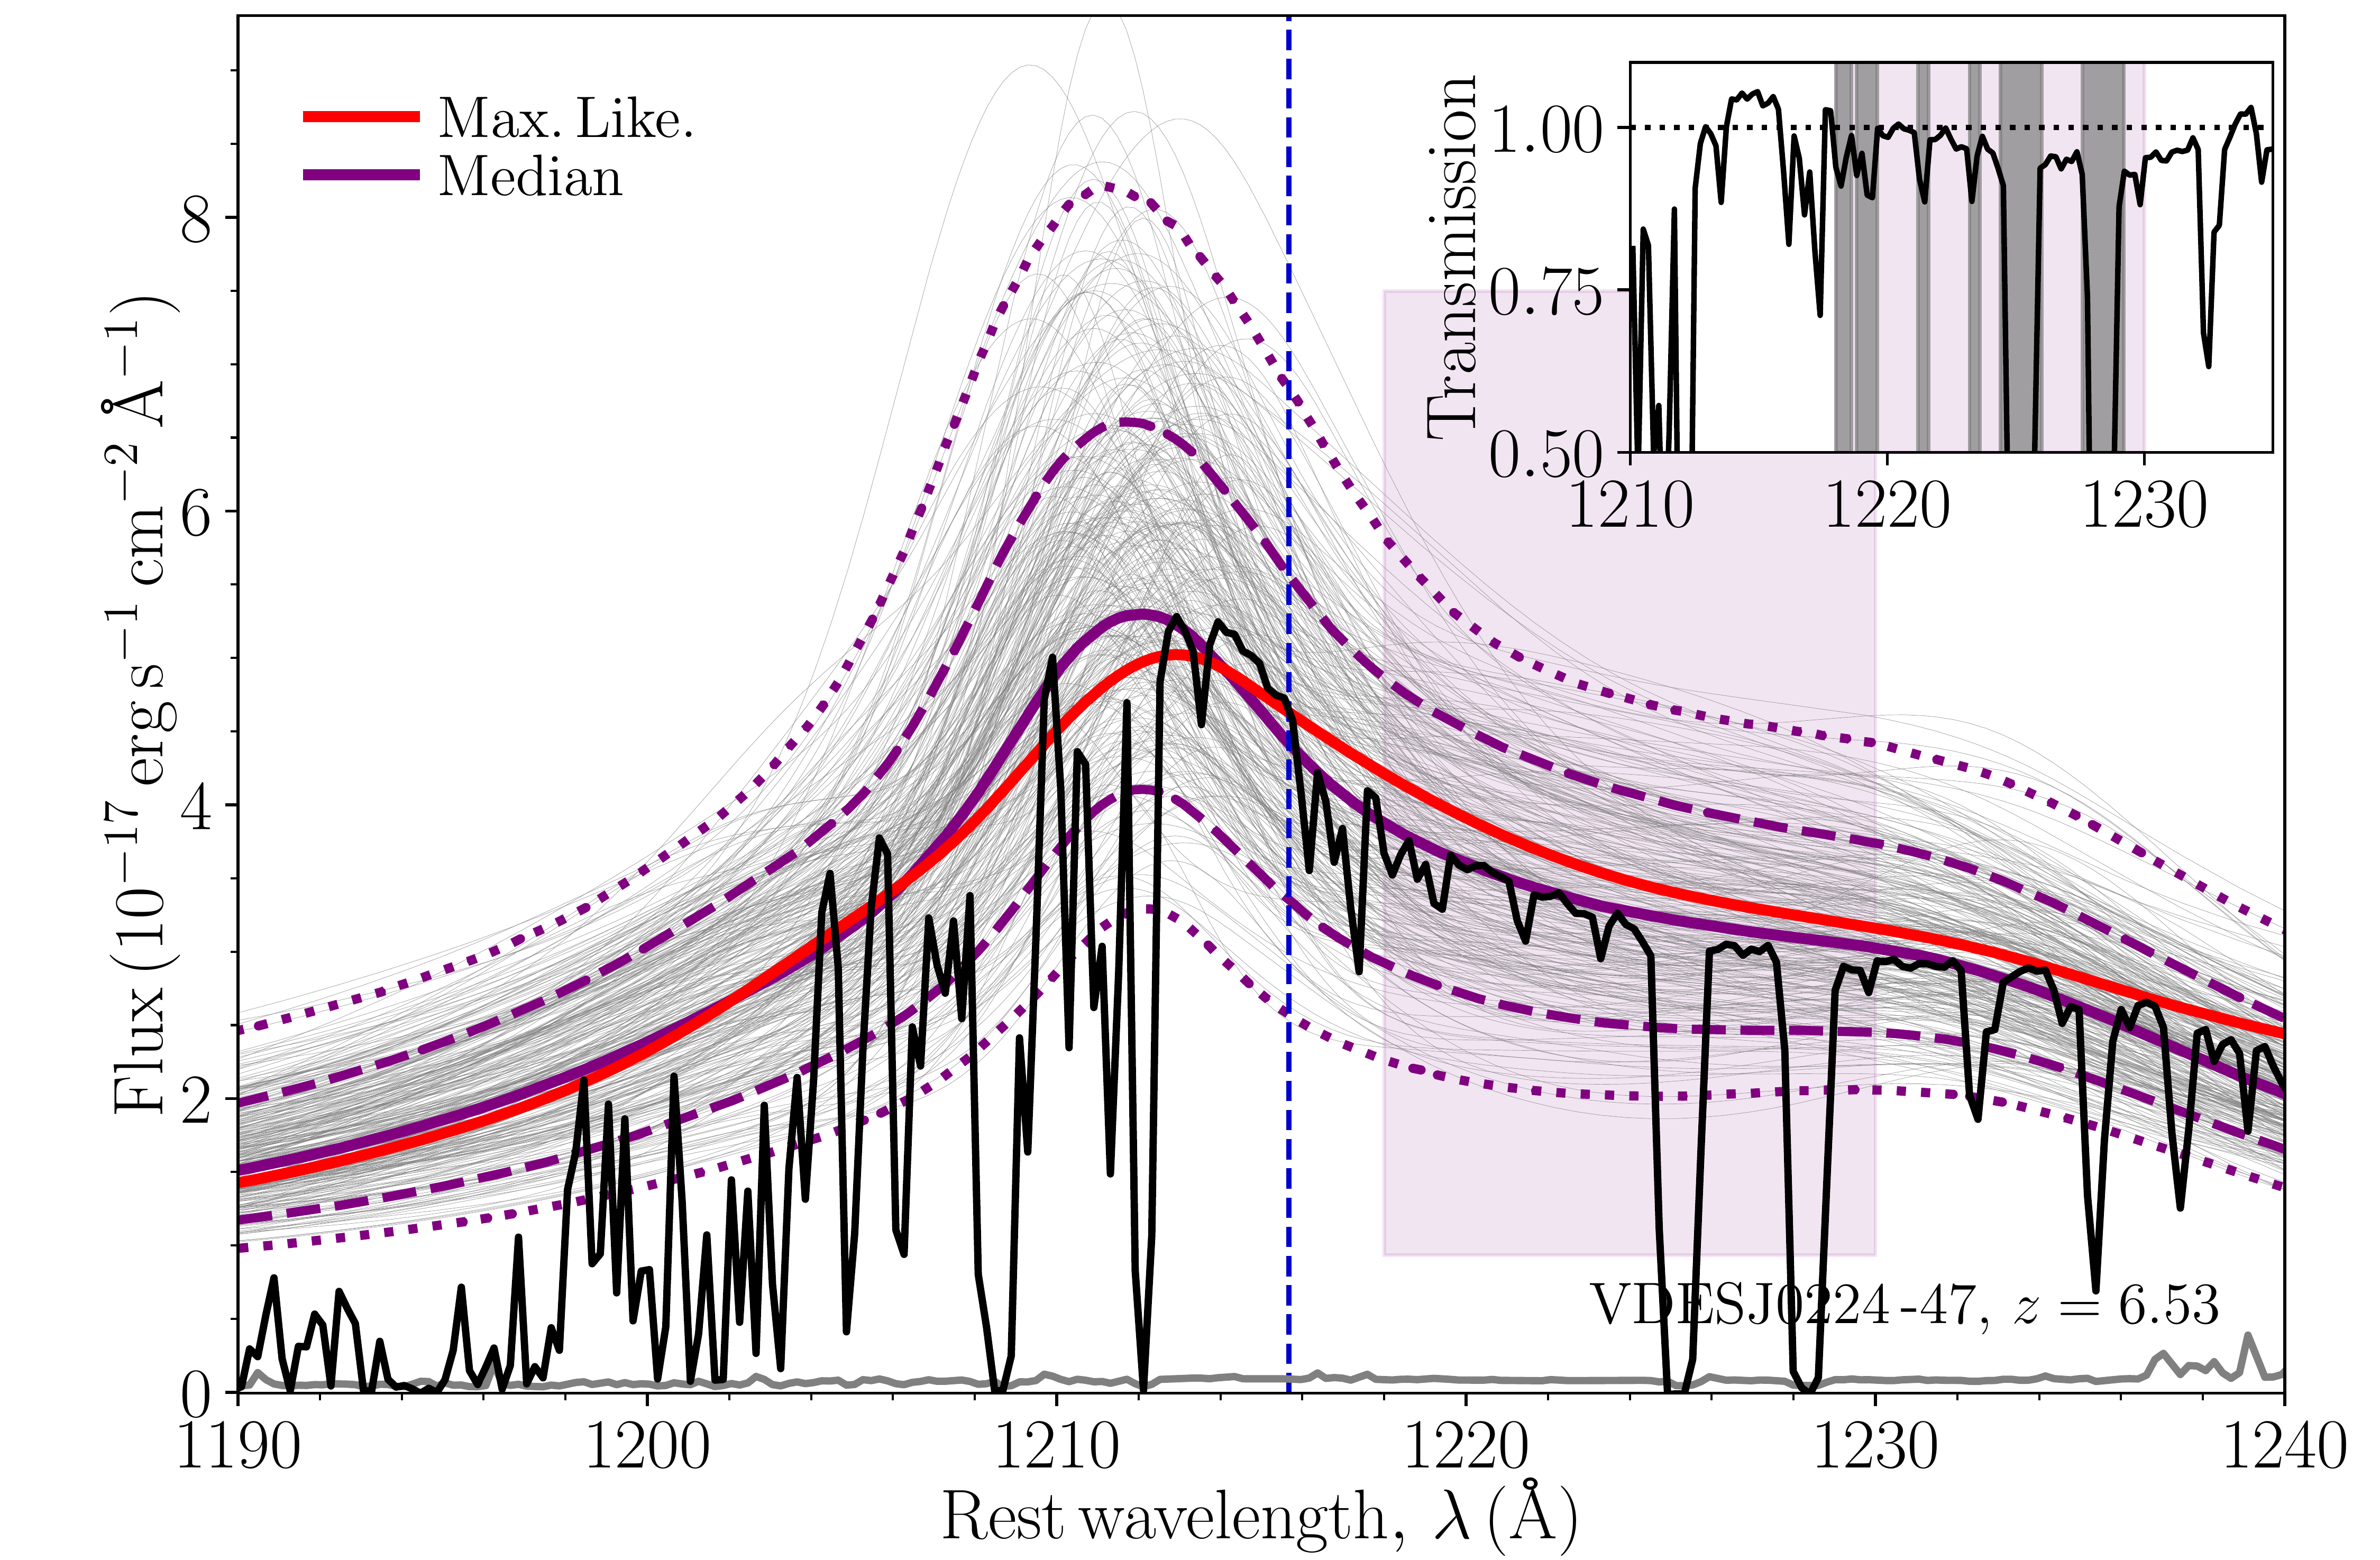 Max. Like.
Median
Flux (10⁻¹⁷ erg s⁻¹ cm⁻² Å⁻¹)
8
6
4
2
0
Transmission
1.00
0.75
0.50
1210 1220 1230
VDESJ0224-47, z = 6.53
1190 1200 1210 1220 1230 1240
Rest wavelength, λ (Å)